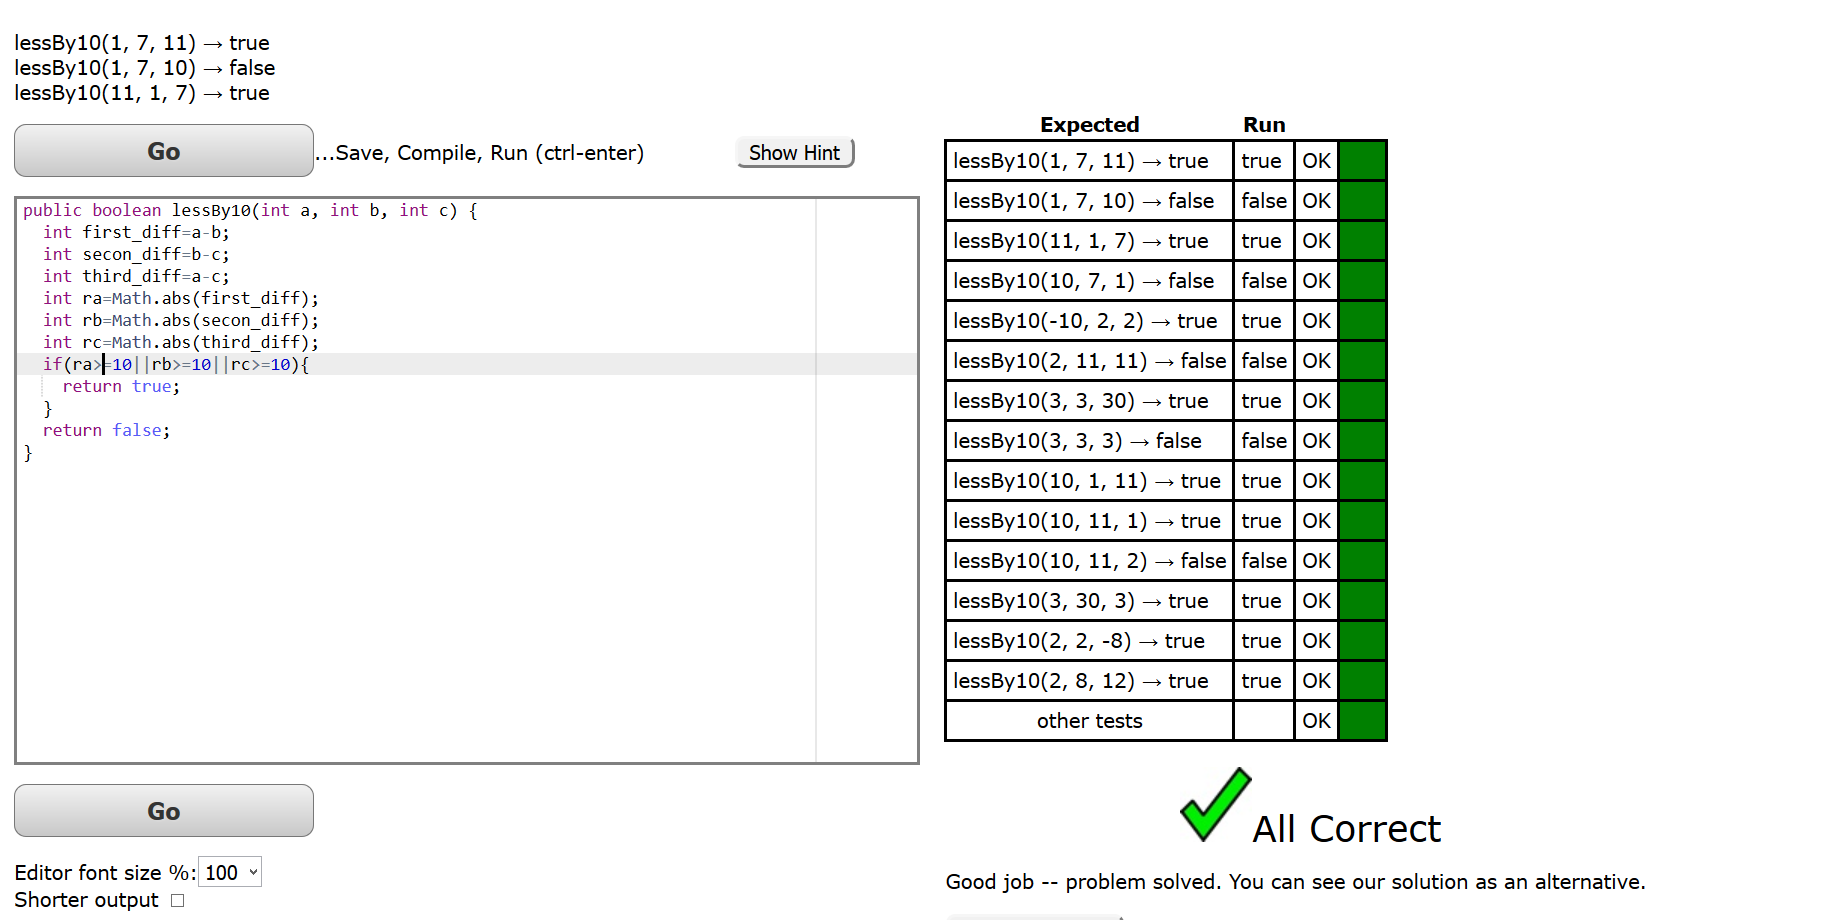 lessBy10(1, 7, 11) → true
lessBy10(1, 7, 10) → false
lessBy10(11, 1, 7) → true
Go
...Save, Compile, Run (ctrl-enter)
Show Hint
public boolean lessBy10(int a, int b, int c) {
  int first_diff=a-b;
  int secon_diff=b-c;
  int third_diff=a-c;
  int ra=Math.abs(first_diff);
  int rb=Math.abs(secon_diff);
  int rc=Math.abs(third_diff);
  if(ra>=10||rb>=10||rc>=10){
    return true;
  }
  return false;
}
Go
Editor font size %: 100
Shorter output
Expected Run
lessBy10(1, 7, 11) → true true OK
lessBy10(1, 7, 10) → false false OK
lessBy10(11, 1, 7) → true true OK
lessBy10(10, 7, 1) → false false OK
lessBy10(-10, 2, 2) → true true OK
lessBy10(2, 11, 11) → false false OK
lessBy10(3, 3, 30) → true true OK
lessBy10(3, 3, 3) → false false OK
lessBy10(10, 1, 11) → true true OK
lessBy10(10, 11, 1) → true true OK
lessBy10(10, 11, 2) → false false OK
lessBy10(3, 30, 3) → true true OK
lessBy10(2, 2, -8) → true true OK
lessBy10(2, 8, 12) → true true OK
other tests OK
All Correct
Good job -- problem solved. You can see our solution as an alternative.